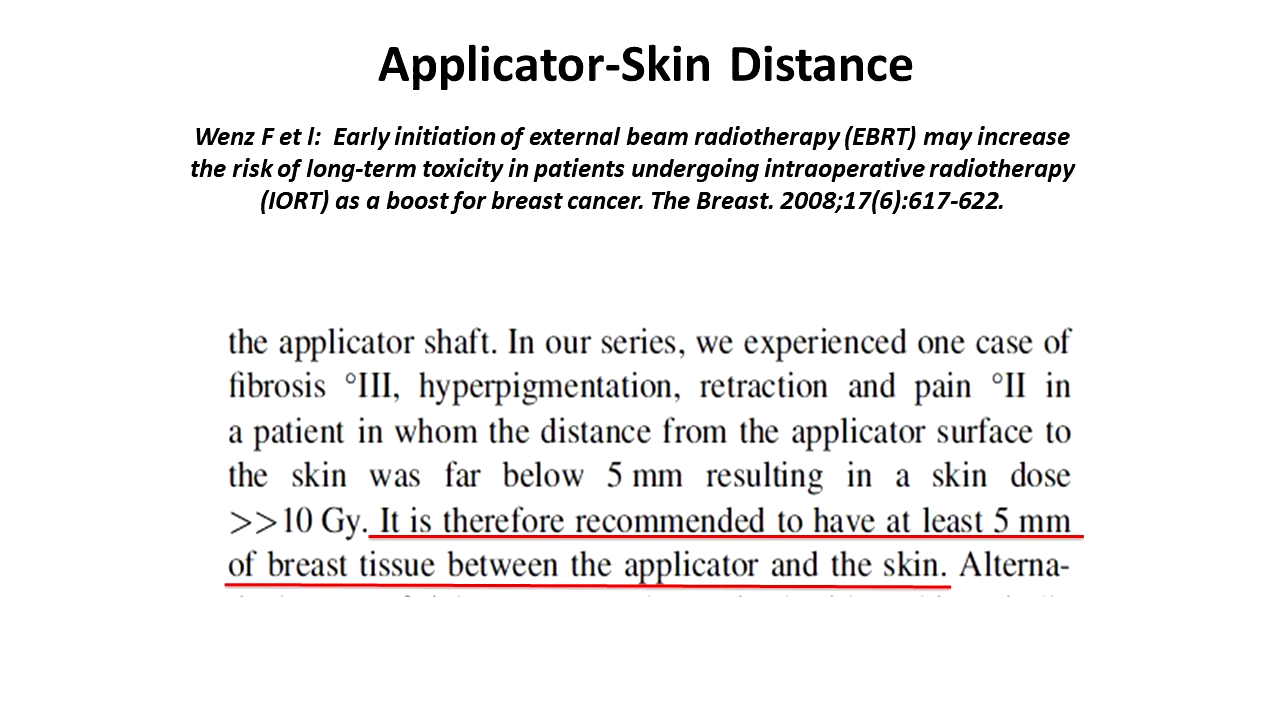 Applicator-Skin Distance
Wenz F et l:  Early initiation of external beam radiotherapy (EBRT) may increase
the risk of long-term toxicity in patients undergoing intraoperative radiotherapy
(IORT) as a boost for breast cancer. The Breast. 2008;17(6):617-622.
the applicator shaft. In our series, we experienced one case of
fibrosis °III, hyperpigmentation, retraction and pain °II in
a patient in whom the distance from the applicator surface to
the skin was far below 5 mm resulting in a skin dose
>>10 Gy. It is therefore recommended to have at least 5 mm
of breast tissue between the applicator and the skin. Alterna-